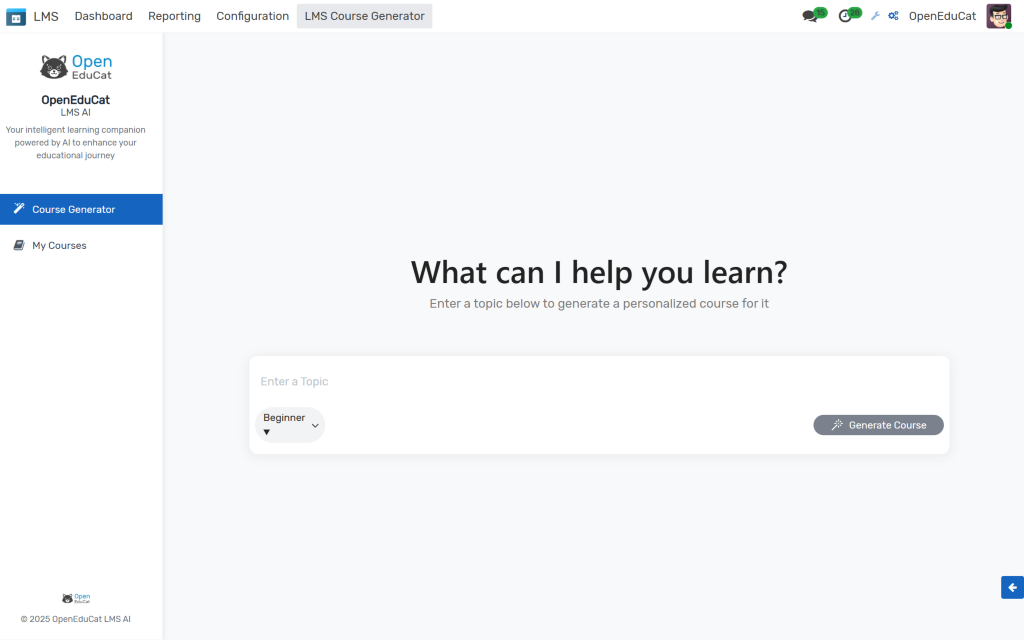 LMS Dashboard Reporting Configuration LMS Course Generator 15 28 OpenEduCat
Open
EduCat
OpenEduCat
LMS AI
Your intelligent learning companion
powered by AI to enhance your
educational journey
Course Generator
My Courses
What can I help you learn?
Enter a topic below to generate a personalized course for it
Enter a Topic
Beginner
▼
Generate Course
Open
EduCat
© 2025 OpenEduCat LMS AI